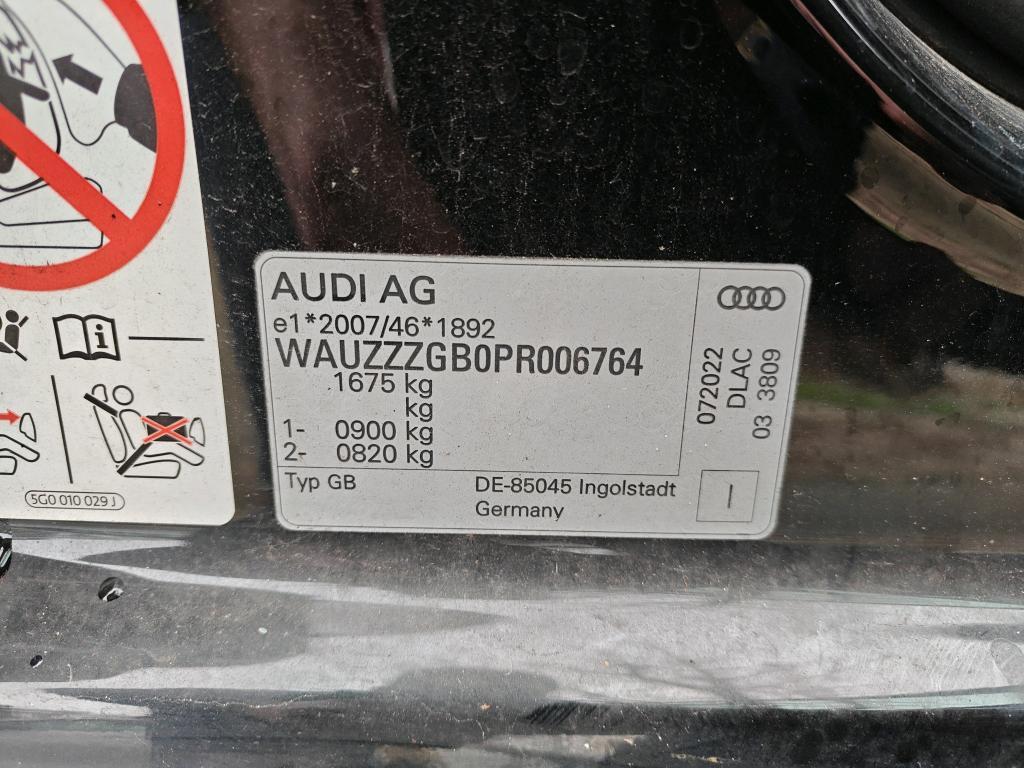 AUDI AG
e1*2007/46*1892
WAUZZZGB0PR006764
1675 kg
kg
1- 0900 kg
2- 0820 kg
Typ GB
DE-85045 Ingolstadt
Germany
072022
DLAC
03 3809
I
5G0 010 029 J